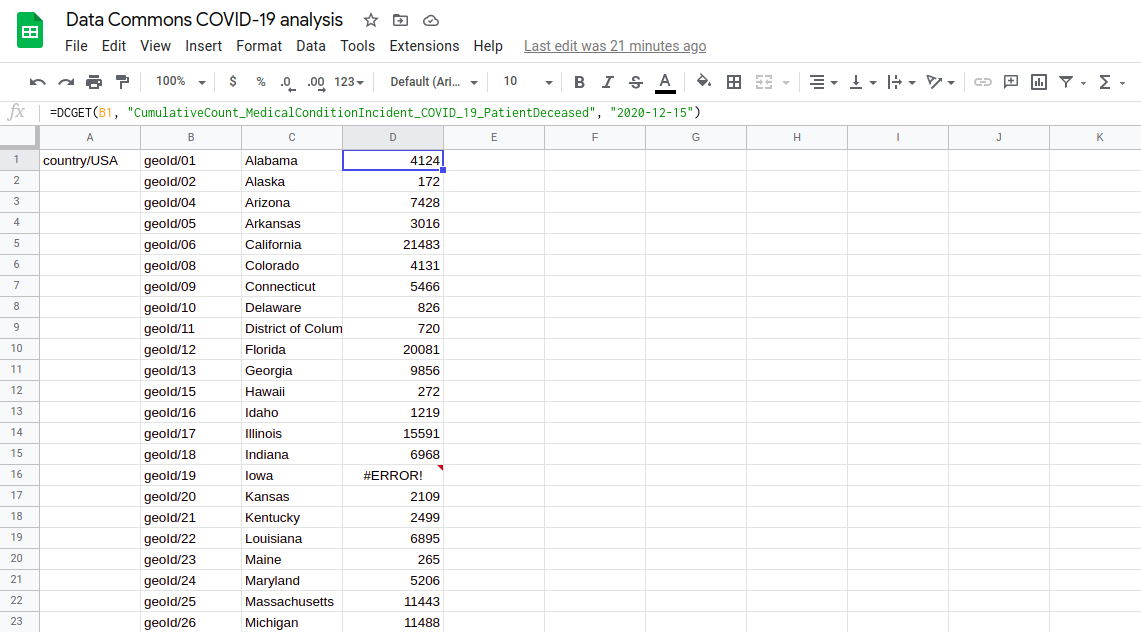 Data Commons COVID-19 analysis
File Edit View Insert Format Data Tools Extensions Help Last edit was 21 minutes ago
100% $ % .0 .00 123 Default (Ari... 10 B I S A Σ
fx =DCGET(B1, "CumulativeCount_MedicalConditionIncident_COVID_19_PatientDeceased", "2020-12-15")
A B C D E F G H I J K
1 country/USA geoId/01 Alabama 4124
2 geoId/02 Alaska 172
3 geoId/04 Arizona 7428
4 geoId/05 Arkansas 3016
5 geoId/06 California 21483
6 geoId/08 Colorado 4131
7 geoId/09 Connecticut 5466
8 geoId/10 Delaware 826
9 geoId/11 District of Colum 720
10 geoId/12 Florida 20081
11 geoId/13 Georgia 9856
12 geoId/15 Hawaii 272
13 geoId/16 Idaho 1219
14 geoId/17 Illinois 15591
15 geoId/18 Indiana 6968
16 geoId/19 Iowa #ERROR!
17 geoId/20 Kansas 2109
18 geoId/21 Kentucky 2499
19 geoId/22 Louisiana 6895
20 geoId/23 Maine 265
21 geoId/24 Maryland 5206
22 geoId/25 Massachusetts 11443
23 geoId/26 Michigan 11488